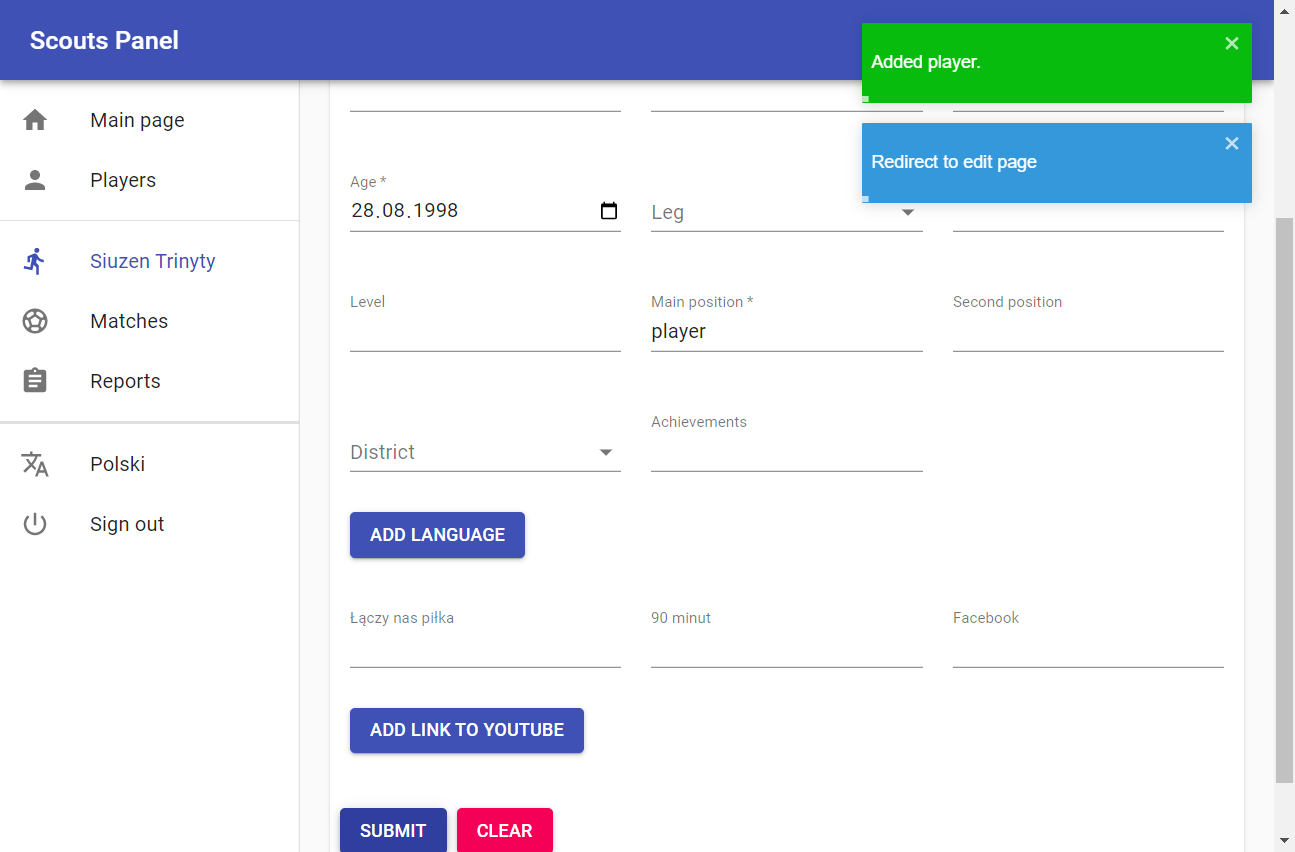 Scouts Panel
Added player.
Redirect to edit page
Main page
Players
Siuzen Trinyty
Matches
Reports
Polski
Sign out
Age *
28.08.1998
Leg
Level
Main position *
player
Second position
District
Achievements
ADD LANGUAGE
Łączy nas piłka
90 minut
Facebook
ADD LINK TO YOUTUBE
SUBMIT
CLEAR